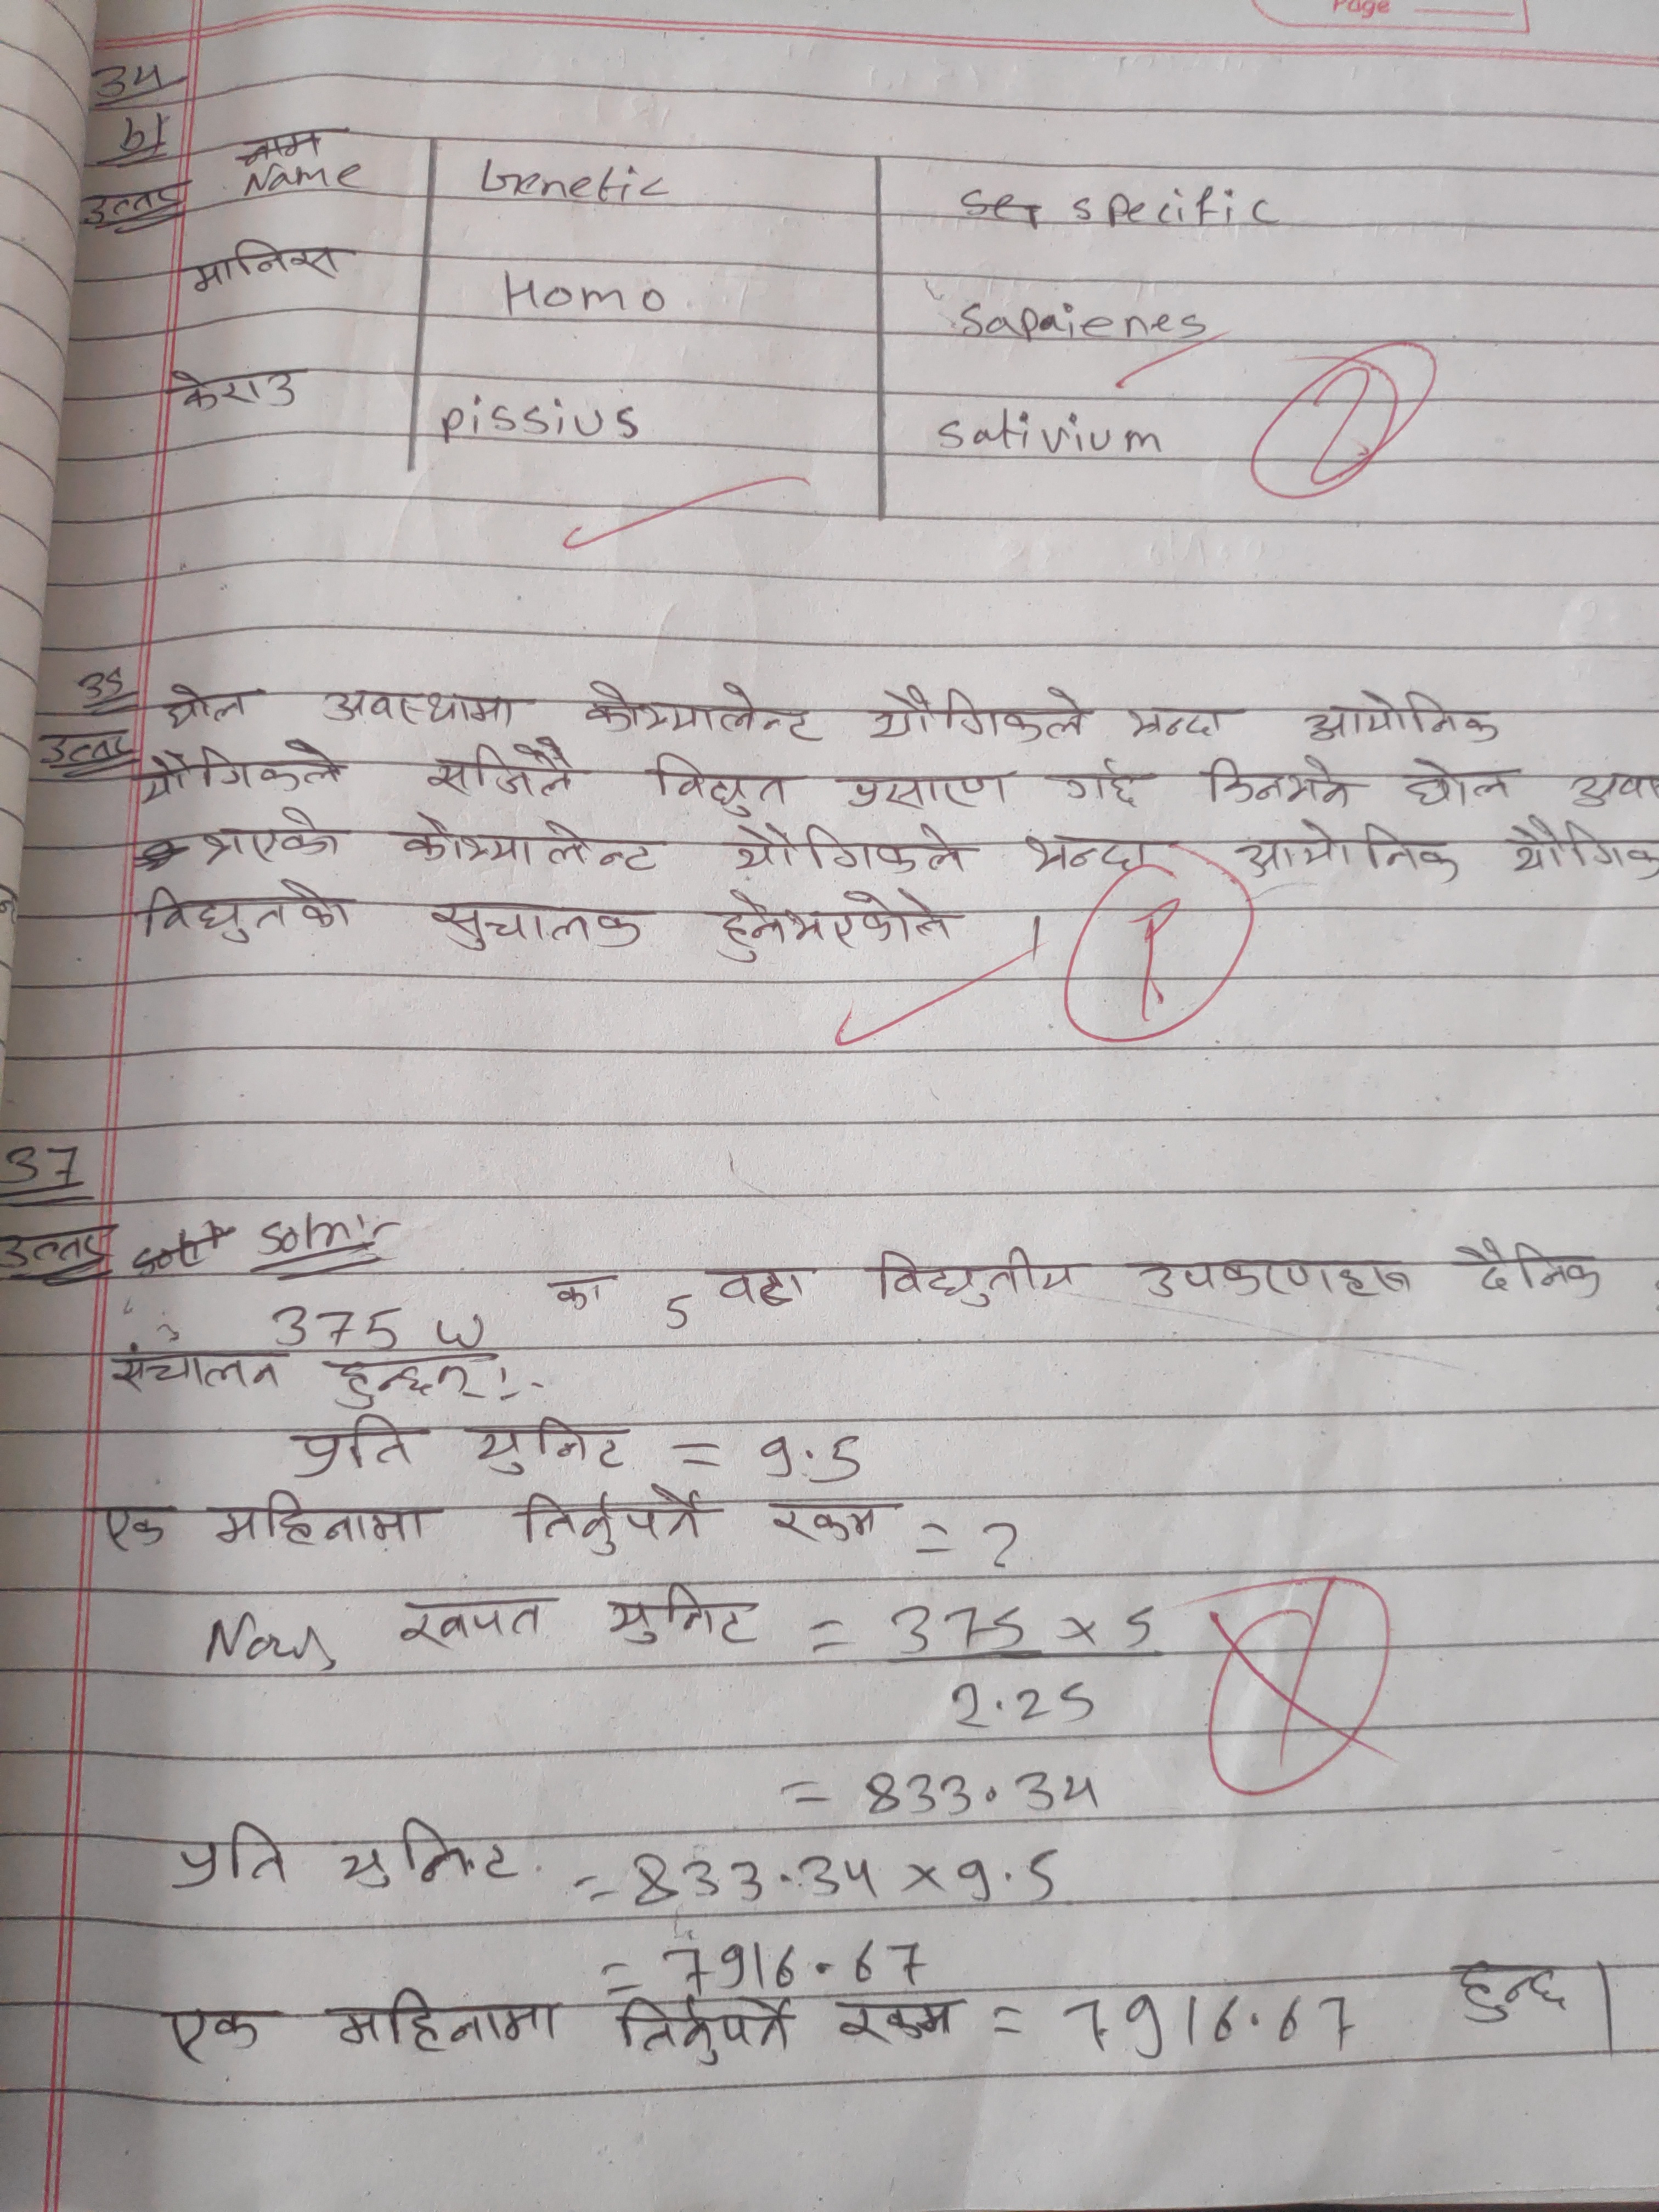 Page
34
b)
नाम
उत्तर Name Genetic specific
मानिस Homo Sapaienes
केराउ pissius sativium
2
35 घोल अवस्थामा कोभ्यालेन्ट यौगिकले भन्दा आयोनिक
उत्तर यौगिकले सजिलै विद्युत प्रसारण गर्छ किनभने घोल अवस
भएको कोभ्यालेन्ट यौगिकले भन्दा आयोनिक यौगिक
विद्युतको सुचालक हुनेभएकोले ।
1
37
उत्तर soln:-
375 W का 5 वटा विद्युतीय उपकरणहरू दैनिक
संचालन हुन्छन:-
प्रति युनिट = 9.5
एक महिनामा तिर्नुपर्ने रकम = ?
Now, खपत युनिट = 375 x 5
2.25
= 833.34
प्रति युनिट = 833.34 x 9.5
= 7916.67
एक महिनामा तिर्नुपर्ने रकम = 7916.67 हुन्छ |